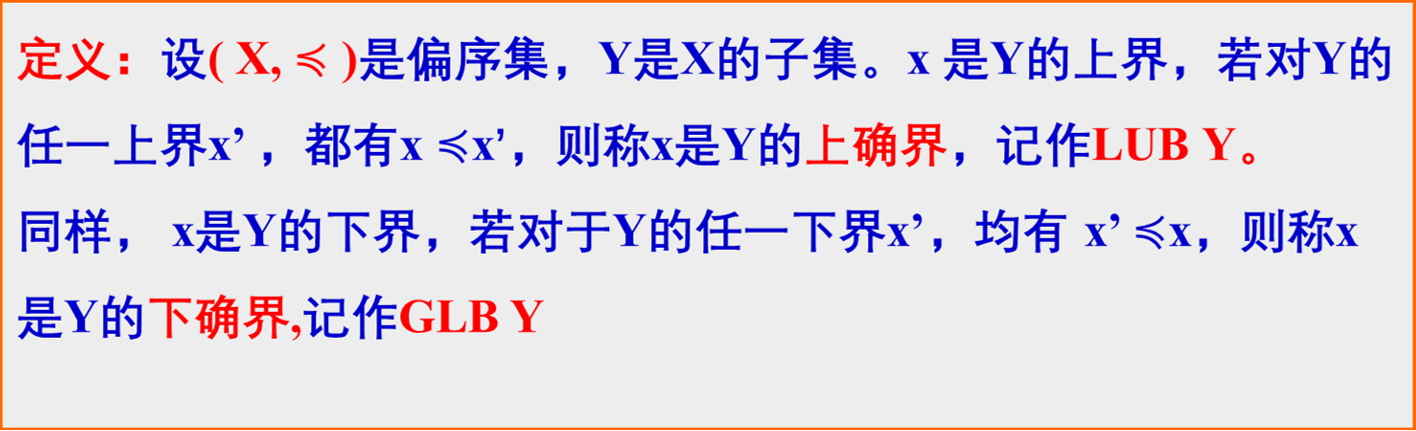 定义：设( X, ≼ )是偏序集，Y是X的子集。x 是Y的上界，若对Y的
任一上界x’，都有x ≼x’，则称x是Y的上确界，记作LUB Y。
同样， x是Y的下界，若对于Y的任一下界x’，均有 x’ ≼x，则称x
是Y的下确界,记作GLB Y